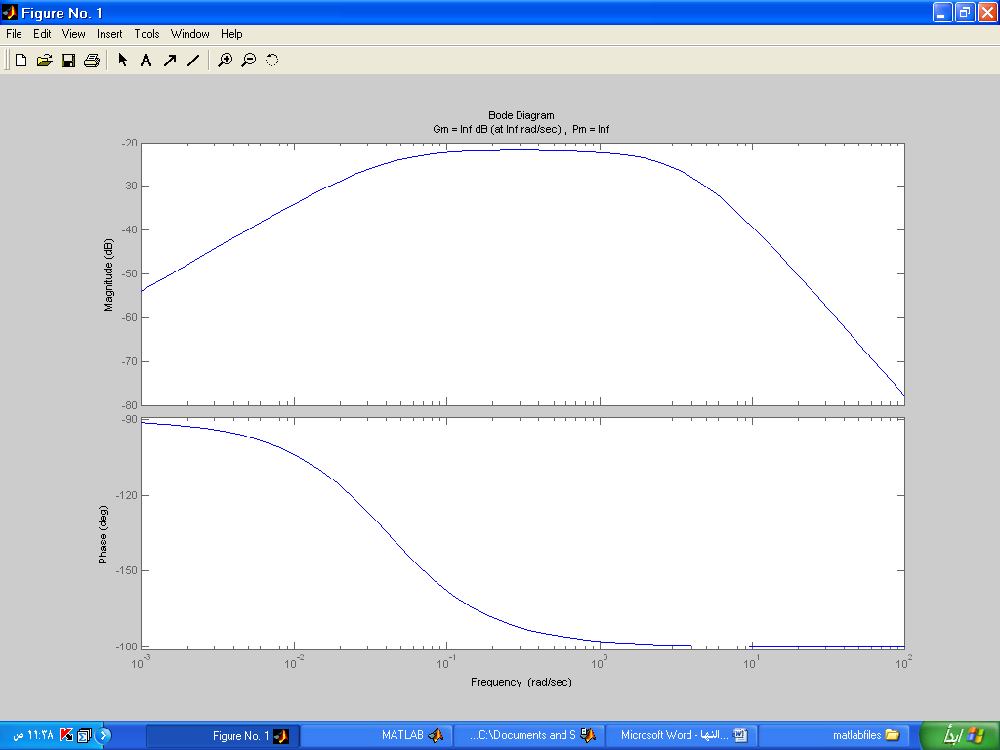 Figure No. 1
File Edit View Insert Tools Window Help
Bode Diagram
Gm = Inf dB (at Inf rad/sec) , Pm = Inf
-20
-30
-40
-50
-60
-70
-80
Magnitude (dB)
-90
-120
-150
-180
Phase (deg)
10^-3 10^-2 10^-1 10^0 10^1 10^2
Frequency (rad/sec)
١١:٣٨ ص Figure No. 1 MATLAB ...C:\Documents and S Microsoft Word - النها... matlabfiles ابدأ